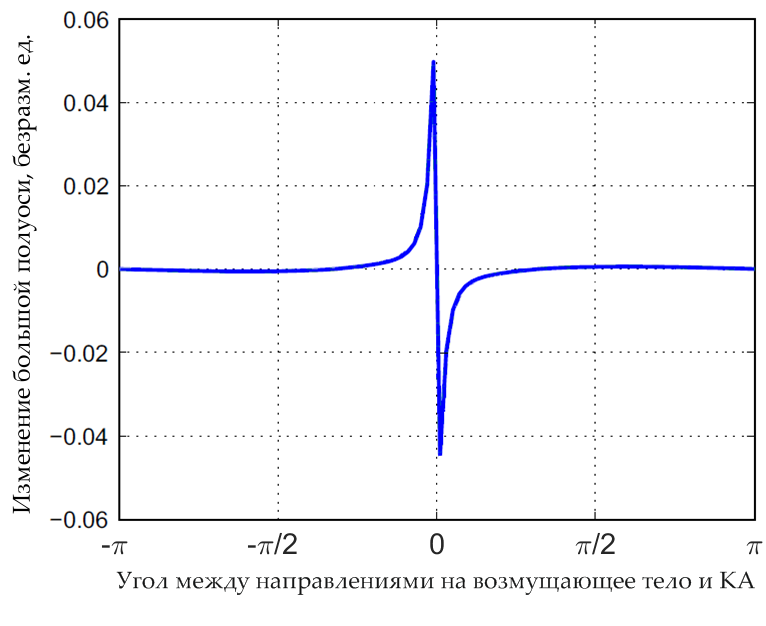 Изменение большой полуоси, безразм. ед.
0.06
0.04
0.02
0
−0.02
−0.04
−0.06
-π -π/2 0 π/2 π
Угол между направлениями на возмущающее тело и КА